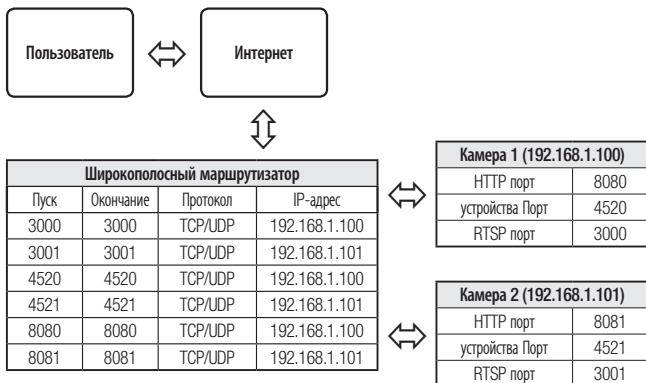 Пользователь
Интернет
Широкополосный маршрутизатор
Пуск Окончание Протокол IP-адрес
3000 3000 TCP/UDP 192.168.1.100
3001 3001 TCP/UDP 192.168.1.101
4520 4520 TCP/UDP 192.168.1.100
4521 4521 TCP/UDP 192.168.1.101
8080 8080 TCP/UDP 192.168.1.100
8081 8081 TCP/UDP 192.168.1.101
Камера 1 (192.168.1.100)
HTTP порт 8080
устройства Порт 4520
RTSP порт 3000
Камера 2 (192.168.1.101)
HTTP порт 8081
устройства Порт 4521
RTSP порт 3001